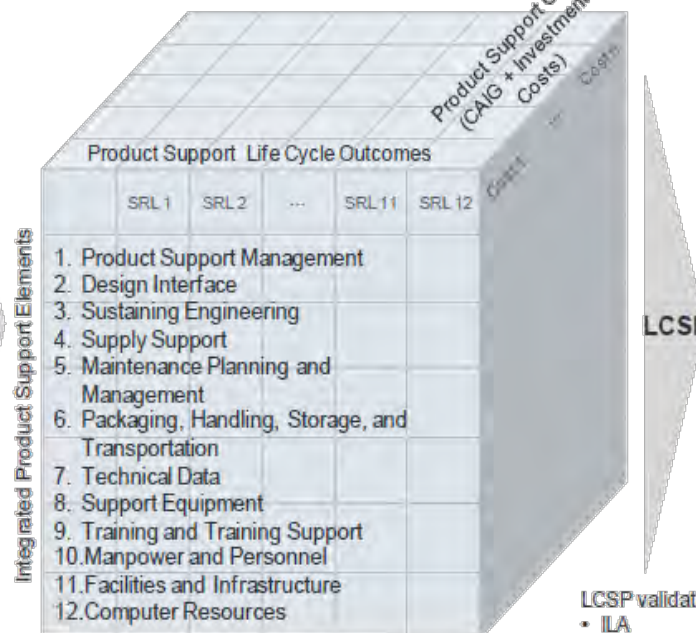 Product Support
(CAIG + Investment
Costs)
Costs
...
Costs
Product Support Life Cycle Outcomes
SRL 1 SRL 2 ... SRL 11 SRL 12
Integrated Product Support Elements
1. Product Support Management
2. Design Interface
3. Sustaining Engineering
4. Supply Support
5. Maintenance Planning and
Management
6. Packaging, Handling, Storage, and
Transportation
7. Technical Data
8. Support Equipment
9. Training and Training Support
10.Manpower and Personnel
11.Facilities and Infrastructure
12.Computer Resources
LCS
LCSP validat
• ILA